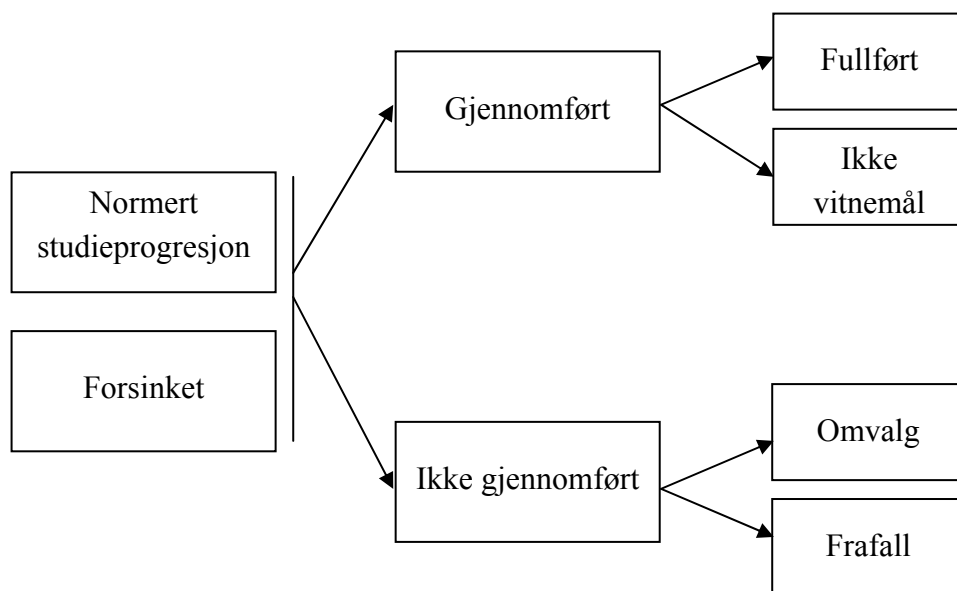 Normert
studieprogresjon
Forsinket
Gjennomført
Ikke gjennomført
Fullført
Ikke
vitnemål
Omvalg
Frafall